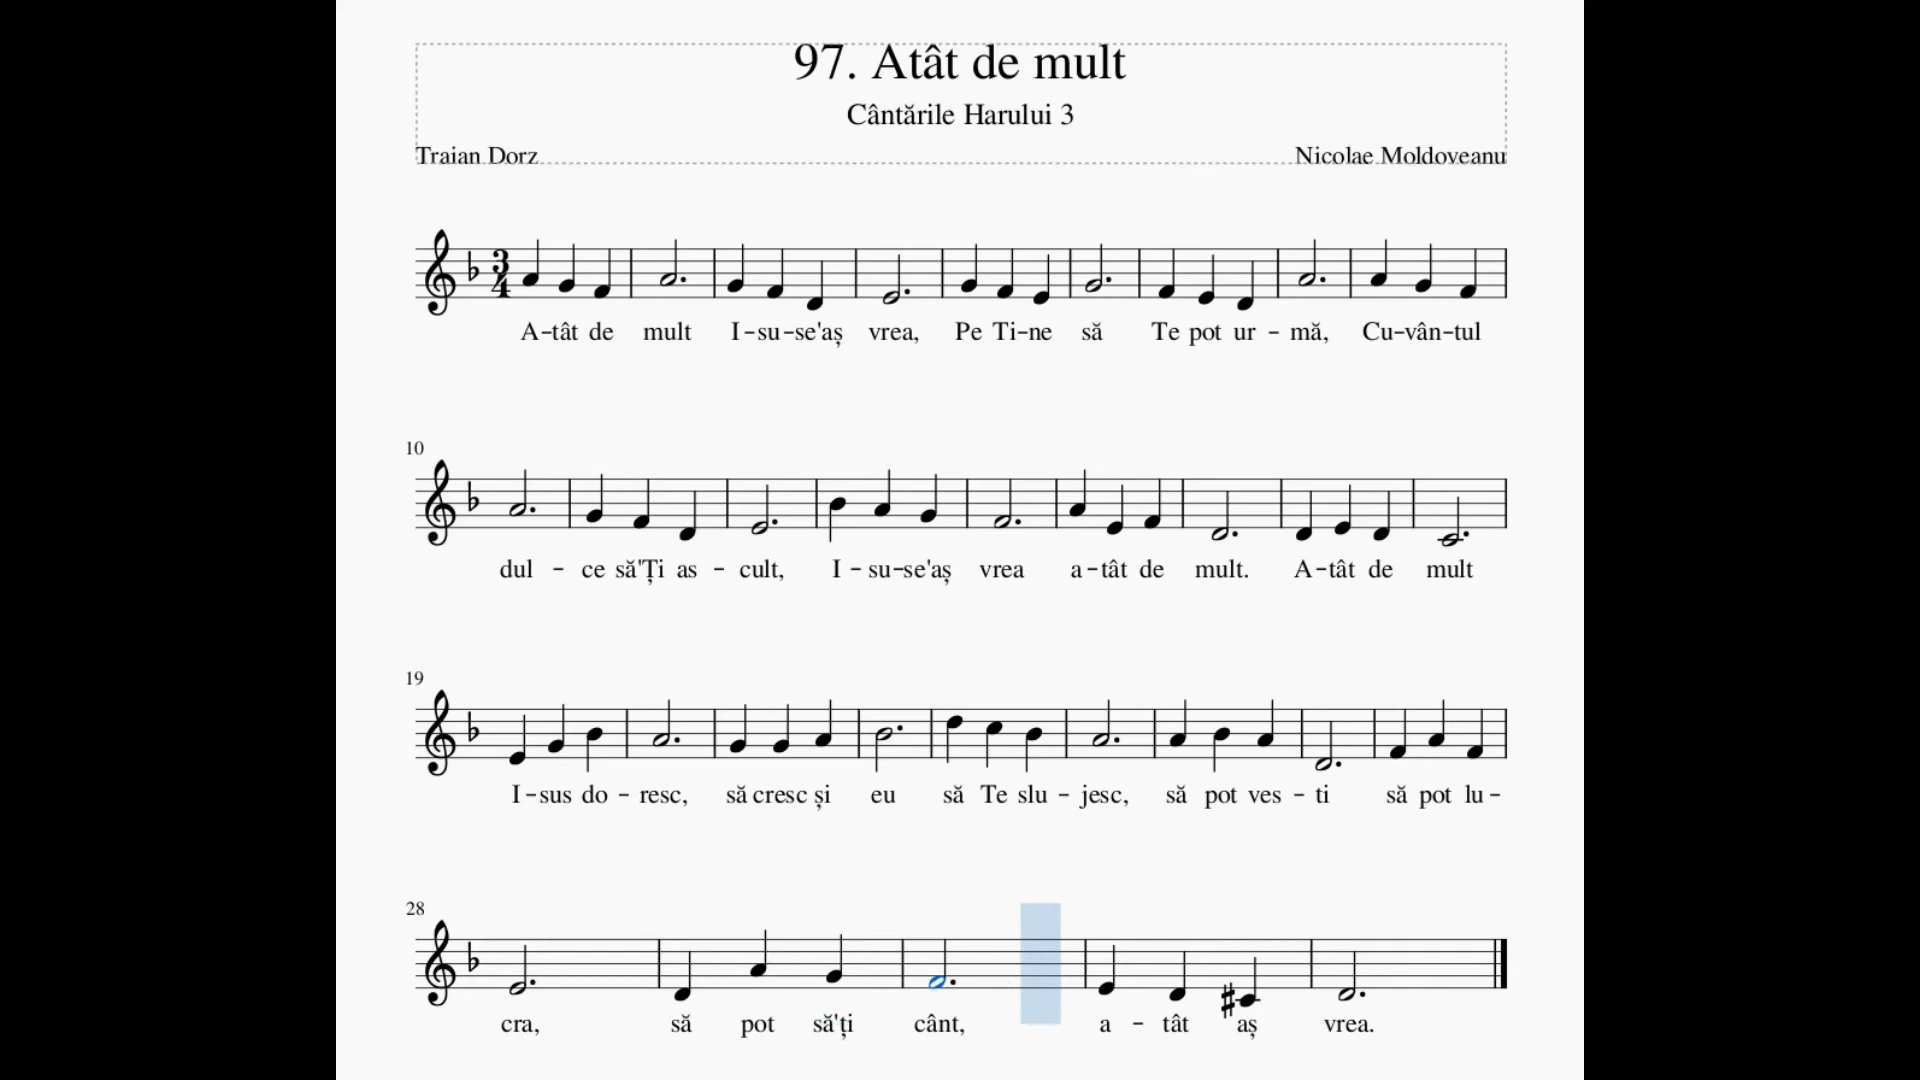 97. Atât de mult
Cântările Harului 3
Traian Dorz
Nicolae Moldoveanu
3
4
A-tât de mult I-su-se'aș vrea, Pe Ti-ne să Te pot ur-mă, Cu-vân-tul
10
dul-ce să'Ți as-cult, I-su-se'aș vrea a-tât de mult. A-tât de mult
19
I-sus do-resc, să cresc și eu să Te slu-jesc, să pot ves-ti să pot lu-
28
cra, să pot să'ți cânt, a-tât aș vrea.